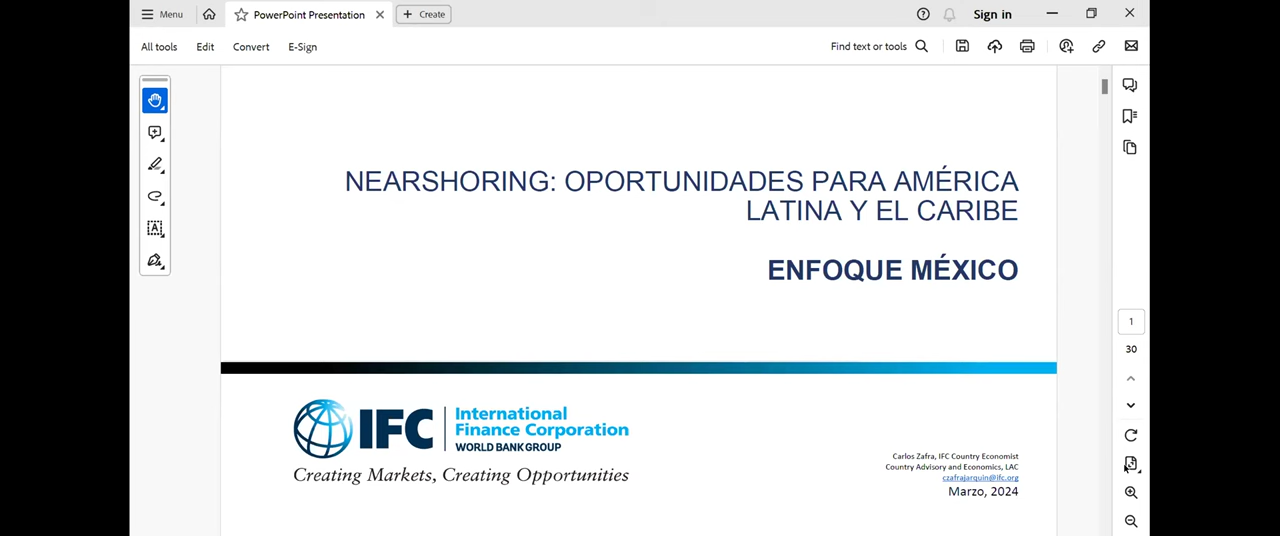 Menu
PowerPoint Presentation
Create
Sign in
All tools
Edit
Convert
E-Sign
Find text or tools
NEARSHORING: OPORTUNIDADES PARA AMÉRICA
LATINA Y EL CARIBE
ENFOQUE MÉXICO
1
30
IFC
International
Finance Corporation
WORLD BANK GROUP
Creating Markets, Creating Opportunities
Carlos Zafra, IFC Country Economist
Country Advisory and Economics, LAC
czafrajarquin@ifc.org
Marzo, 2024